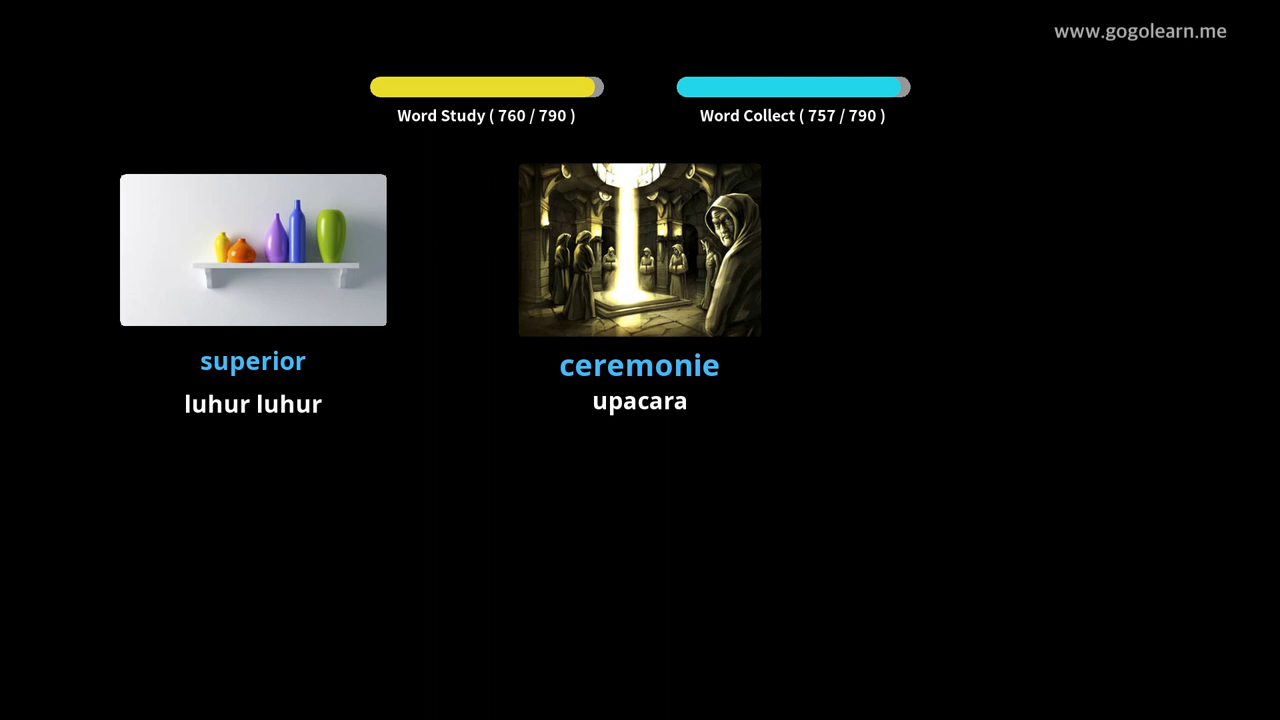 www.gogolearn.me
Word Study ( 760 / 790 )
Word Collect ( 757 / 790 )
superior
luhur luhur
ceremonie
upacara